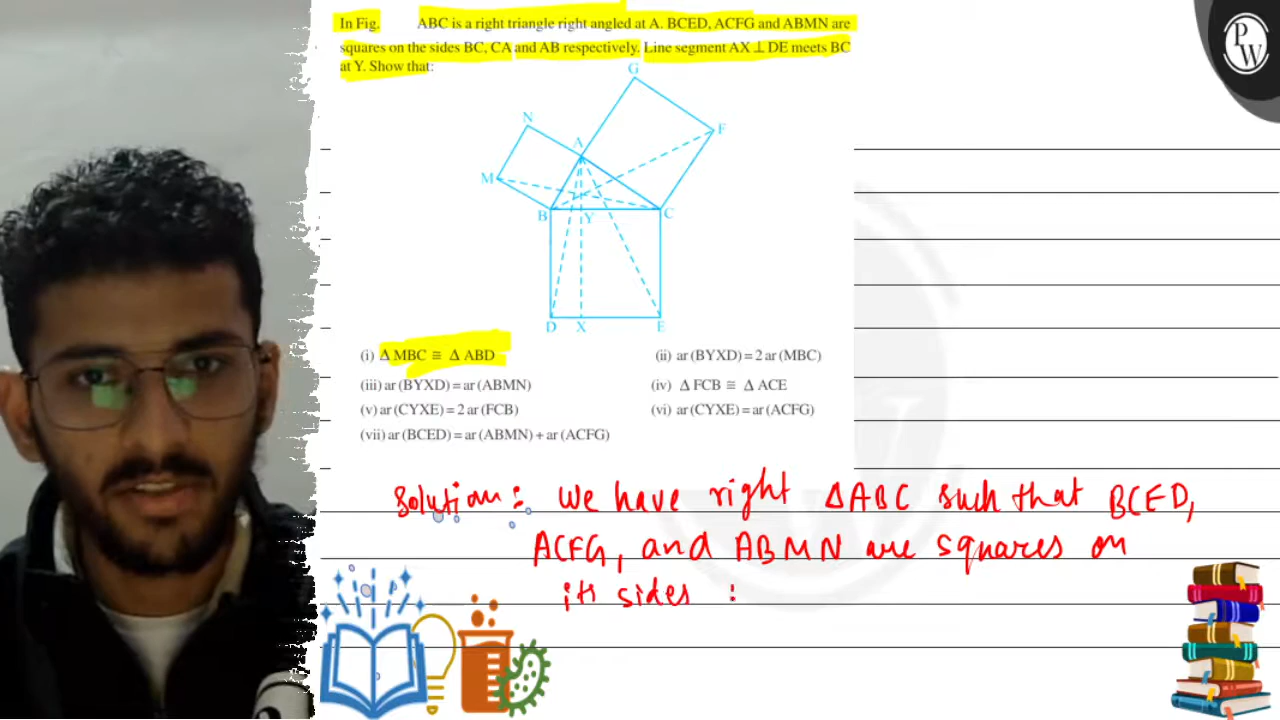 In Fig. ABC is a right triangle right angled at A. BCED, ACFG and ABMN are
squares on the sides BC, CA and AB respectively. Line segment AX ⊥ DE meets BC
at Y. Show that:
G
N
F
A
M
B
Y
C
D
X
E
(i) Δ MBC ≅ Δ ABD
(ii) ar (BYXD) = 2 ar (MBC)
(iii) ar (BYXD) = ar (ABMN)
(iv) Δ FCB ≅ Δ ACE
(v) ar (CYXE) = 2 ar (FCB)
(vi) ar (CYXE) = ar (ACFG)
(vii) ar (BCED) = ar (ABMN) + ar (ACFG)
Solution: We have right ΔABC such that BCED,
ACFG, and ABMN are squares on
its sides :
PW